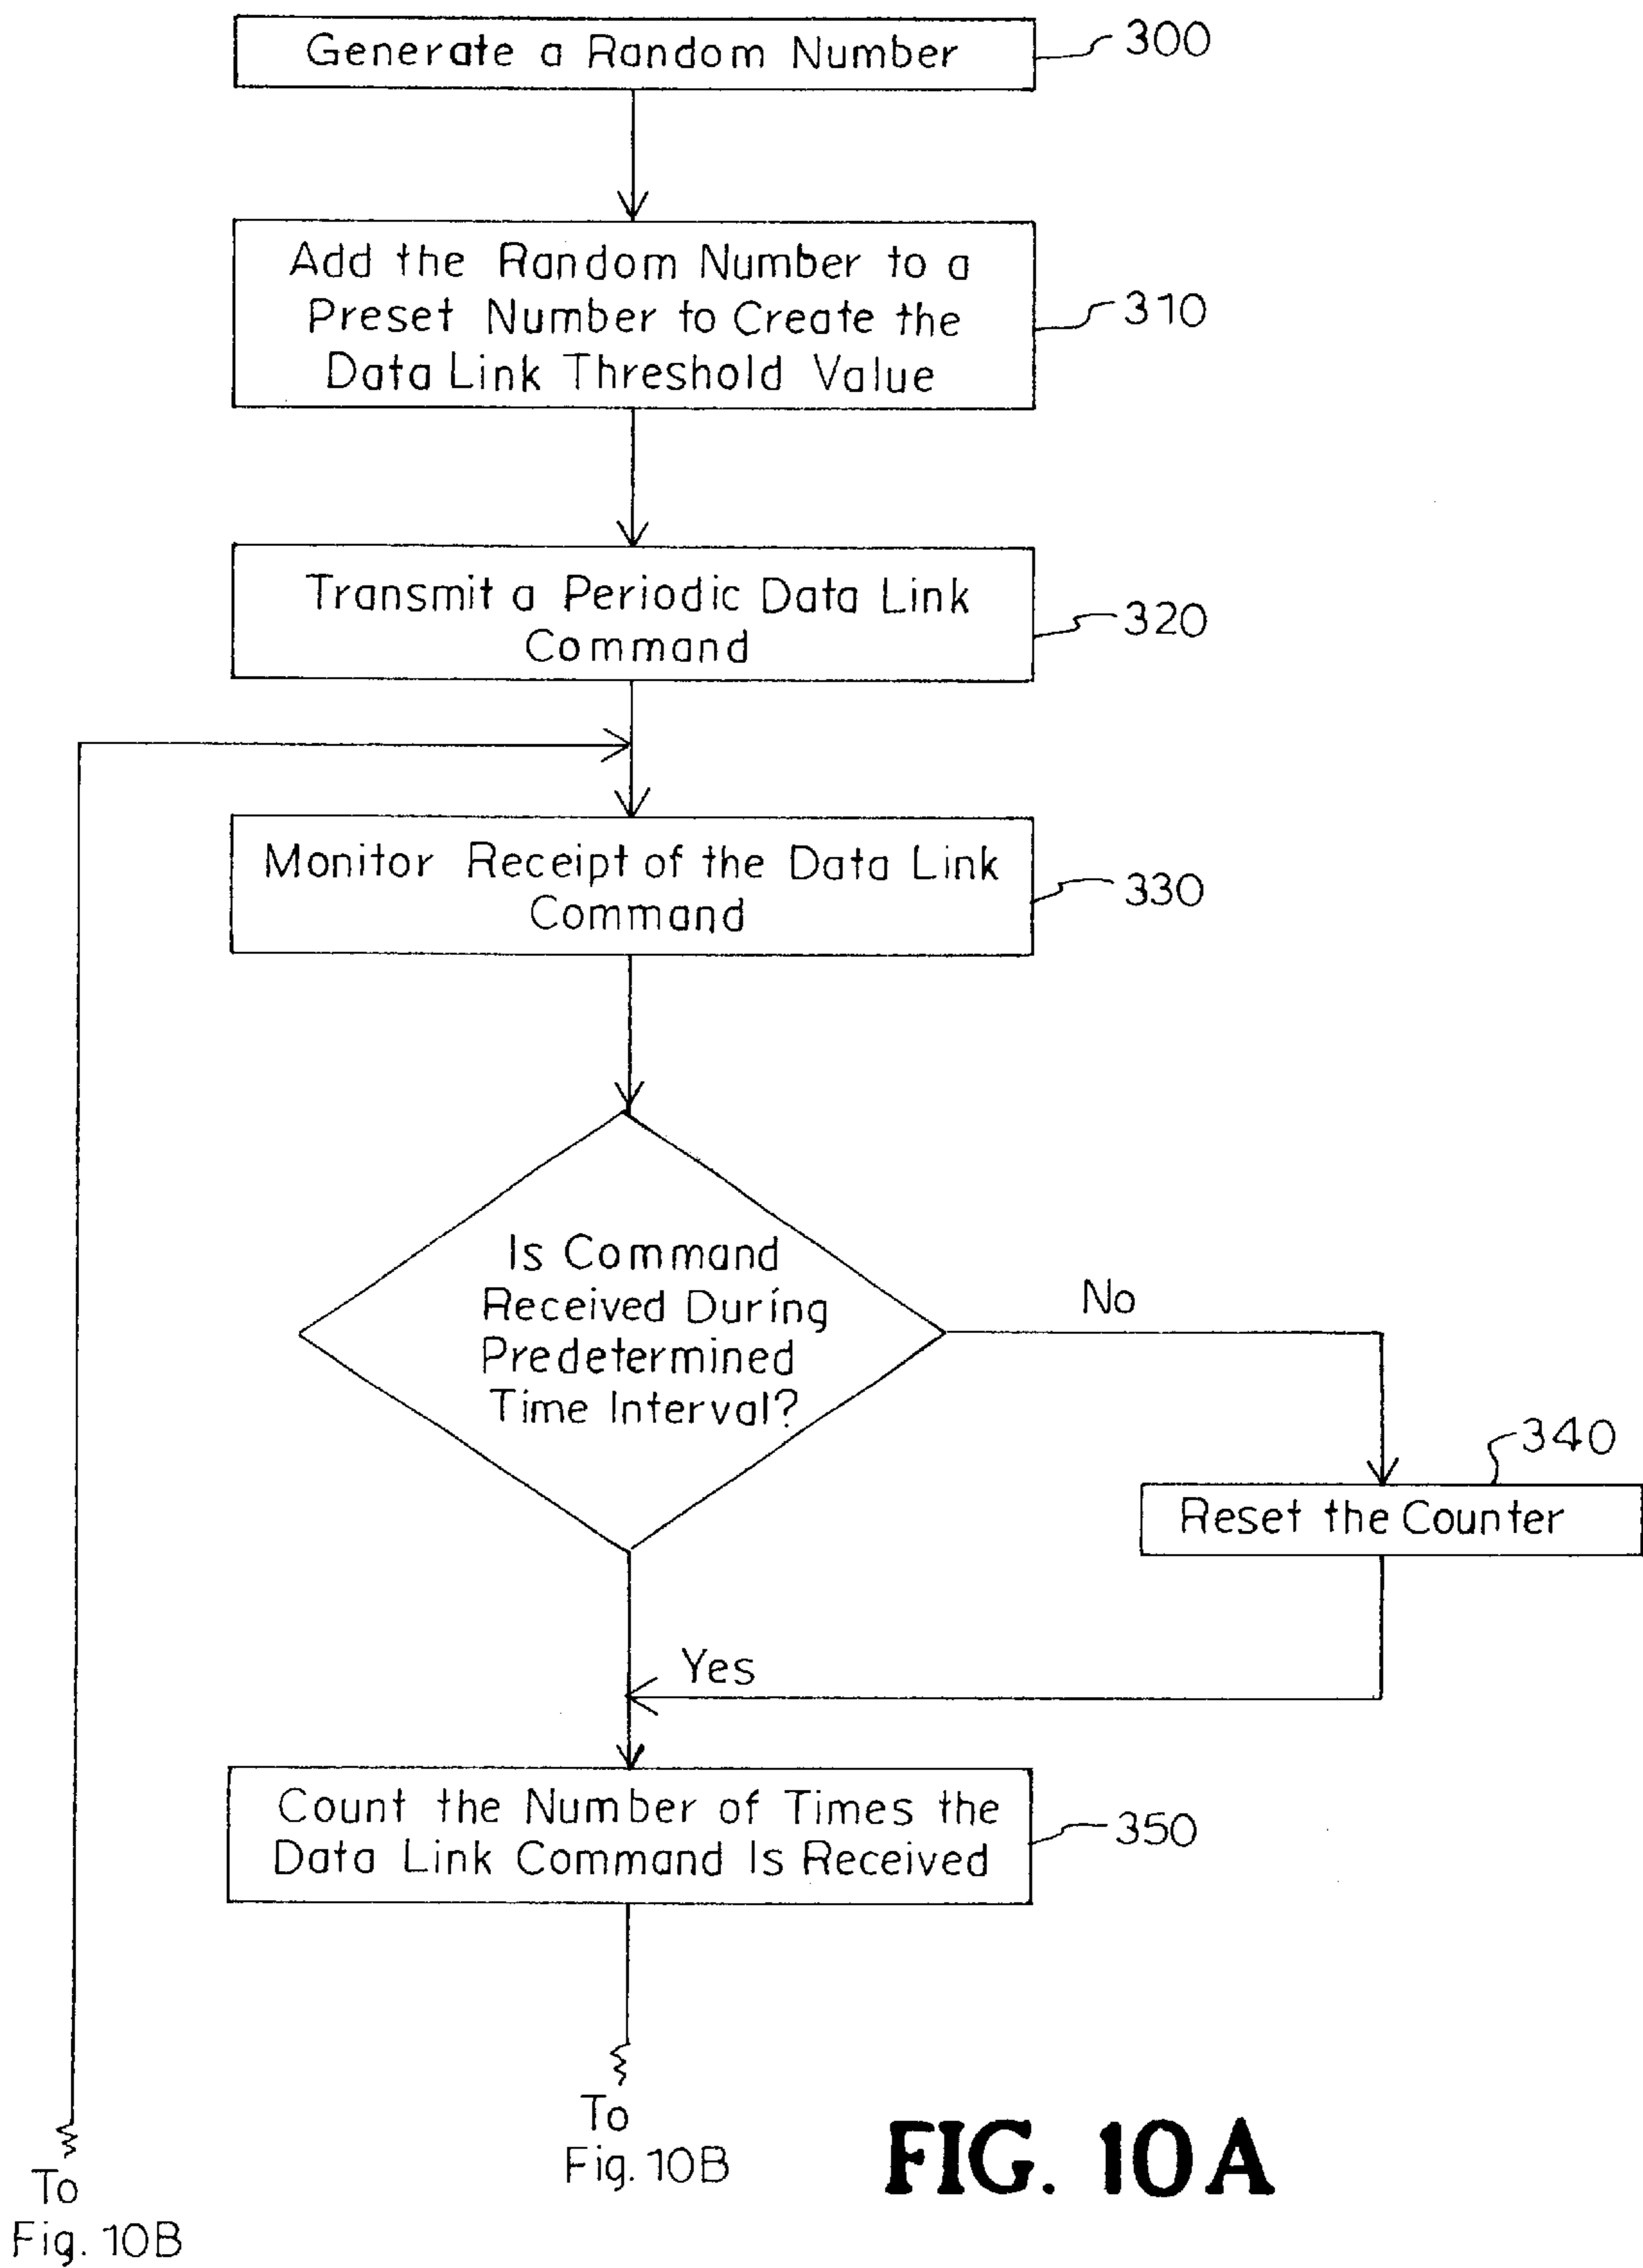 Generate a Random Number
300
Add the Random Number to a
Preset Number to Create the
Data Link Threshold Value
310
Transmit a Periodic Data Link
Command
320
Monitor Receipt of the Data Link
Command
330
Is Command
Received During
Predetermined
Time Interval?
No
340
Reset the Counter
Yes
Count the Number of Times the
Data Link Command Is Received
350
To
Fig. 10B
To
Fig. 10B
FIG. 10A